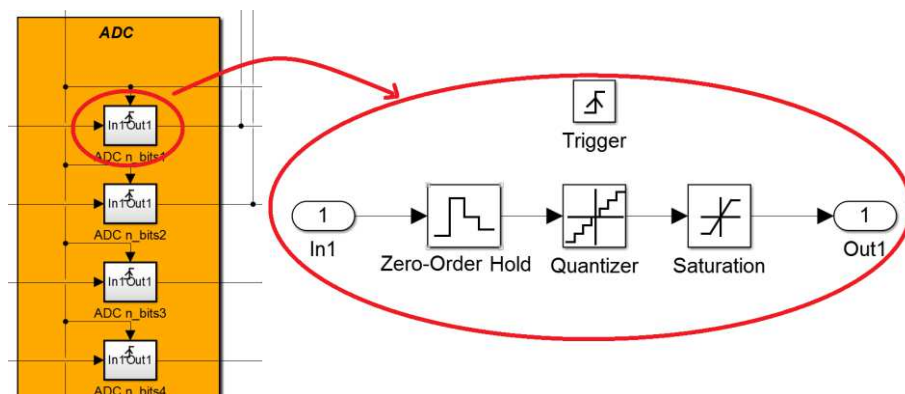 ADC
In1 Out1
ADC n_bits1
In1 Out1
ADC n_bits2
In1 Out1
ADC n_bits3
In1 Out1
ADC n_bits4
Trigger
1
In1
Zero-Order Hold
Quantizer
Saturation
1
Out1